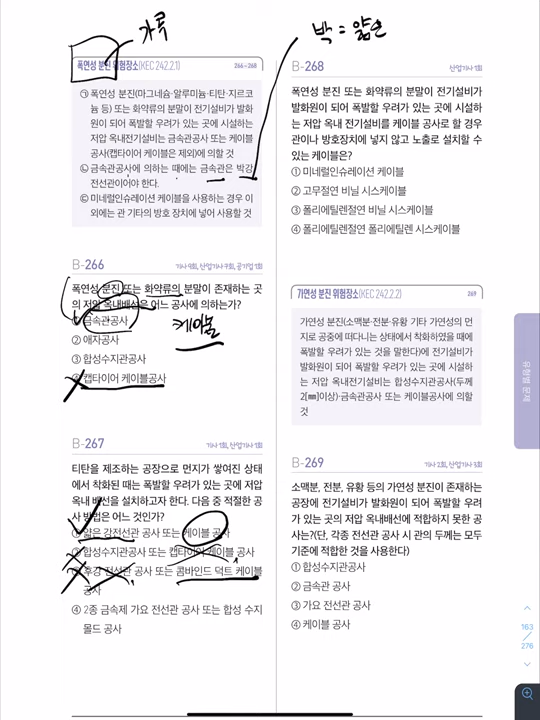 가류
박 = 얇은
폭연성 분진 위험장소(KEC 242.2.1)
266~268
㉠ 폭연성 분진(마그네슘·알루미늄·티탄·지르코
늄 등) 또는 화약류의 분말이 전기설비가 발화
원이 되어 폭발할 우려가 있는 곳에 시설하는
저압 옥내전기설비는 금속관공사 또는 케이블
공사(캡타이어 케이블은 제외)에 의할 것
㉡ 금속관공사에 의하는 때에는 금속관은 박강
전선관이어야 한다.
㉢ 미네럴인슈레이션 케이블을 사용하는 경우 이
외에는 관 기타의 방호 장치에 넣어 사용할 것
B-266
기사 9회, 산업기사 7회, 공기업 1회
폭연성 분진 또는 화약류의 분말이 존재하는 곳
의 저압 옥내배선은 어느 공사에 의하는가?
① 금속관공사
케이블
② 애자공사
③ 합성수지관공사
④ 캡타이어 케이블공사
B-267
기사 1회, 산업기사 1회
티탄을 제조하는 공장으로 먼지가 쌓여진 상태
에서 착화된 때는 폭발할 우려가 있는 곳에 저압
옥내 배선을 설치하고자 한다. 다음 중 적절한 공
사 방법은 어느 것인가?
① 얇은 강전선관 공사 또는 케이블 공사
② 합성수지관공사 또는 캡타이어 케이블 공사
③ 후강 전선관 공사 또는 콤바인드 덕트 케이블
공사
④ 2종 금속제 가요 전선관 공사 또는 합성 수지
몰드 공사
B-268
산업기사 1회
폭연성 분진 또는 화약류의 분말이 전기설비가
발화원이 되어 폭발할 우려가 있는 곳에 시설하
는 저압 옥내전기설비를 케이블 공사로 할 경우
관이나 방호장치에 넣지 않고 노출로 설치할 수
있는 케이블은?
① 미네럴인슈레이션 케이블
② 고무절연 비닐 시스케이블
③ 폴리에틸렌절연 비닐 시스케이블
④ 폴리에틸렌절연 폴리에틸렌 시스케이블
가연성 분진 위험장소(KEC 242.2.2)
269
가연성 분진(소맥분·전분·유황 기타 가연성의 먼
지로 공중에 떠다니는 상태에서 착화하였을 때에
폭발할 우려가 있는 것을 말한다)에 전기설비가
발화원이 되어 폭발할 우려가 있는 곳에 시설하
는 저압 옥내전기설비는 합성수지관공사(두께
2[㎜]이상)·금속관공사 또는 케이블공사에 의할
것
B-269
기사 2회, 산업기사 5회
소맥분, 전분, 유황 등의 가연성 분진이 존재하는
공장에 전기설비가 발화원이 되어 폭발할 우려
가 있는 곳의 저압 옥내배선에 적합하지 못한 공
사는?(단, 각종 전선관 공사 시 관의 두께는 모두
기준에 적합한 것을 사용한다)
① 합성수지관공사
② 금속관 공사
③ 가요 전선관 공사
④ 케이블 공사
유형별 문제
163
276